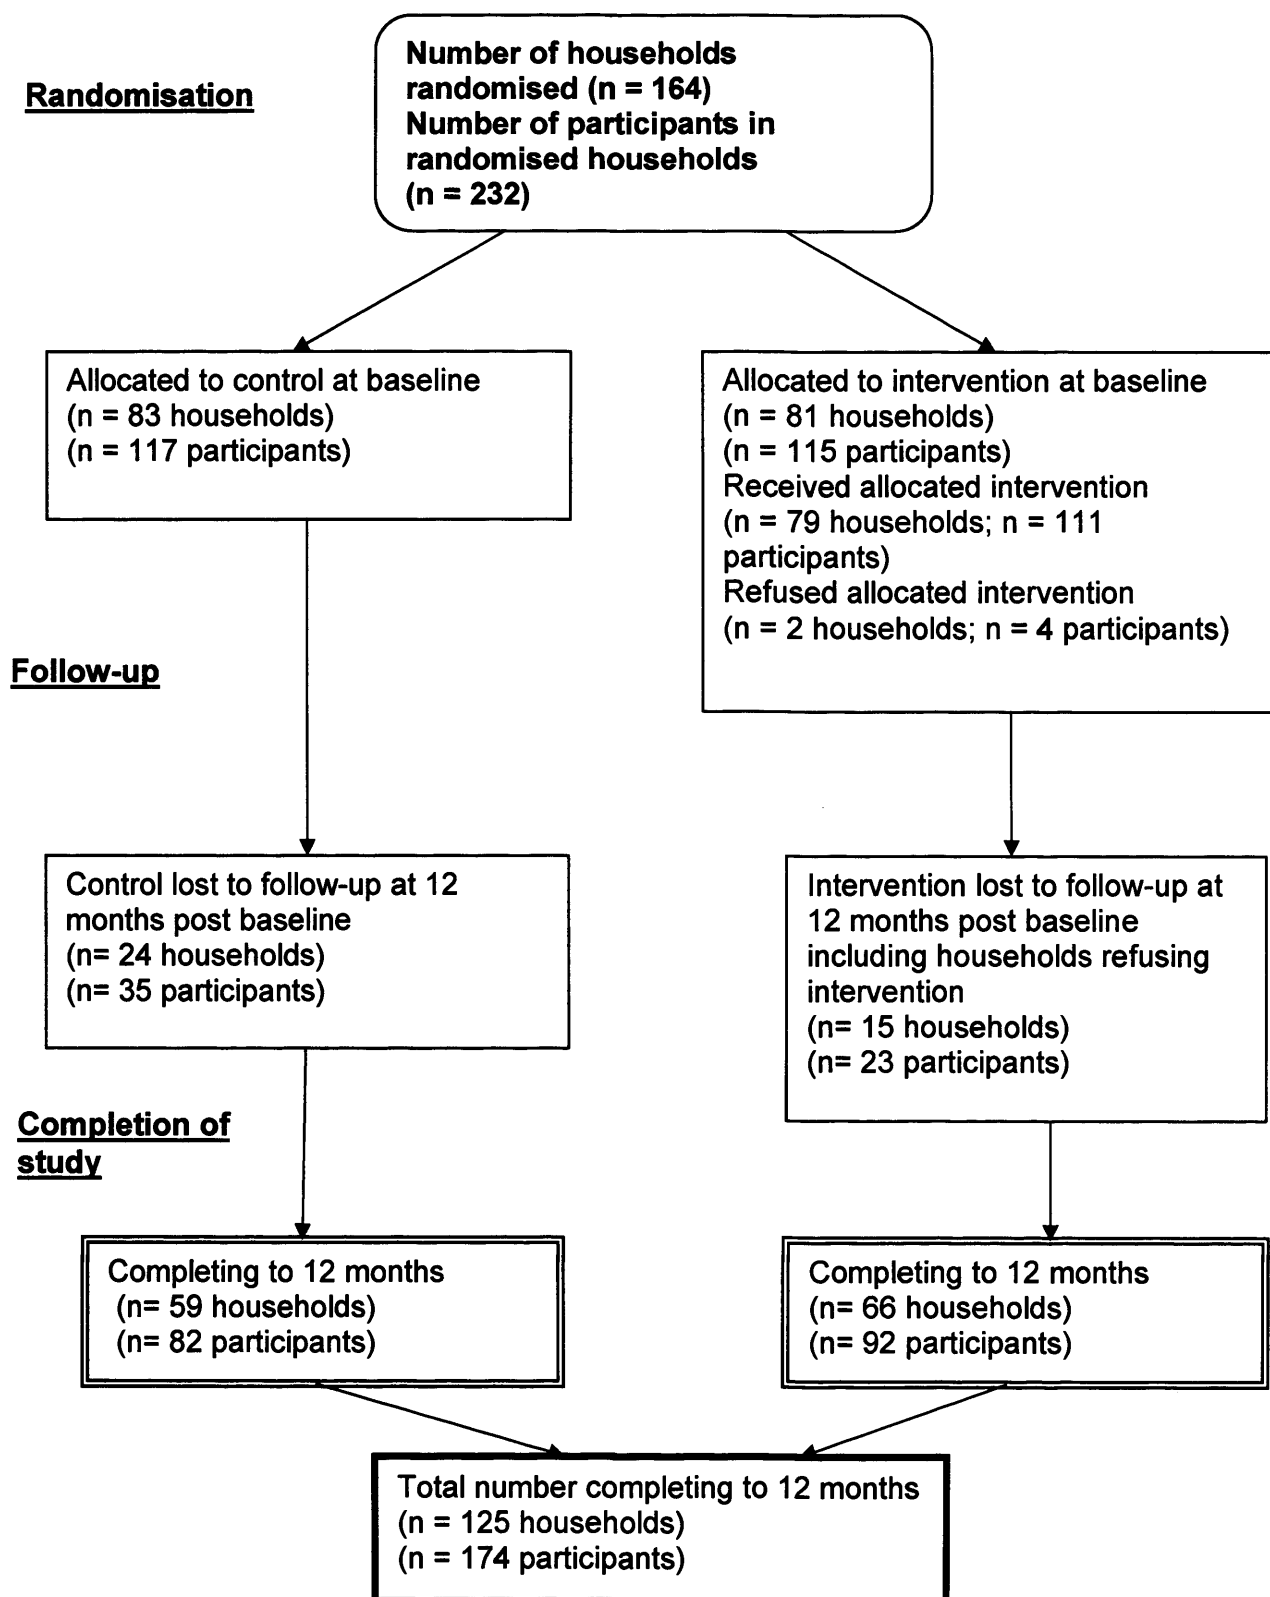 Randomisation
Number of households
randomised (n = 164)
Number of participants in
randomised households
(n = 232)
Allocated to control at baseline
(n = 83 households)
(n = 117 participants)
Allocated to intervention at baseline
(n = 81 households)
(n = 115 participants)
Received allocated intervention
(n = 79 households; n = 111
participants)
Refused allocated intervention
(n = 2 households; n = 4 participants)
Follow-up
Control lost to follow-up at 12
months post baseline
(n= 24 households)
(n= 35 participants)
Intervention lost to follow-up at
12 months post baseline
including households refusing
intervention
(n= 15 households)
(n= 23 participants)
Completion of
study
Completing to 12 months
(n= 59 households)
(n= 82 participants)
Completing to 12 months
(n= 66 households)
(n= 92 participants)
Total number completing to 12 months
(n = 125 households)
(n = 174 participants)